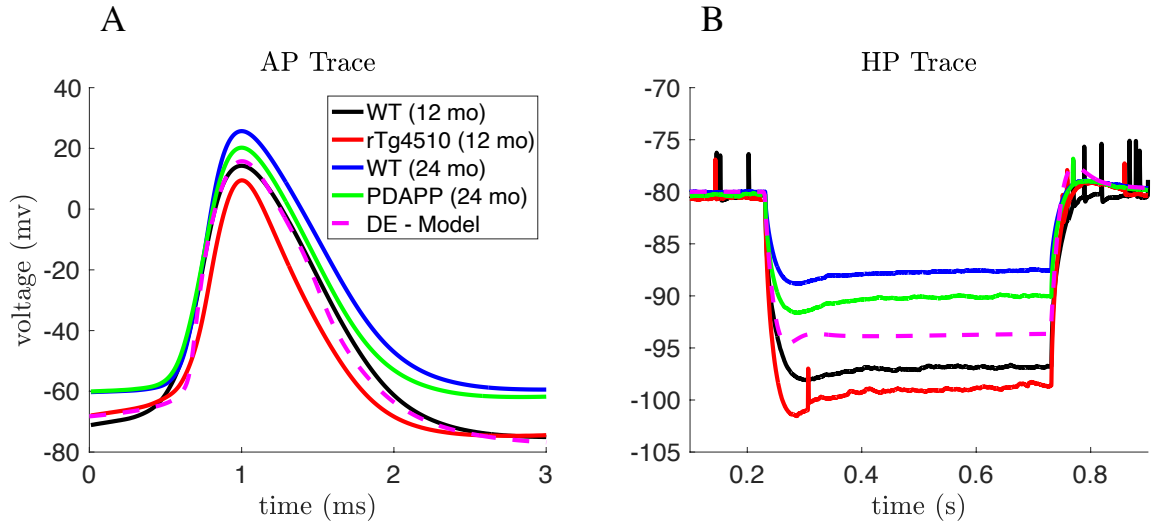 A
AP Trace
voltage (mv)
40
20
0
-20
-40
-60
-80
0
1
2
3
time (ms)
WT (12 mo)
rTg4510 (12 mo)
WT (24 mo)
PDAPP (24 mo)
DE - Model
B
HP Trace
-70
-75
-80
-85
-90
-95
-100
-105
0.2
0.4
0.6
0.8
time (s)